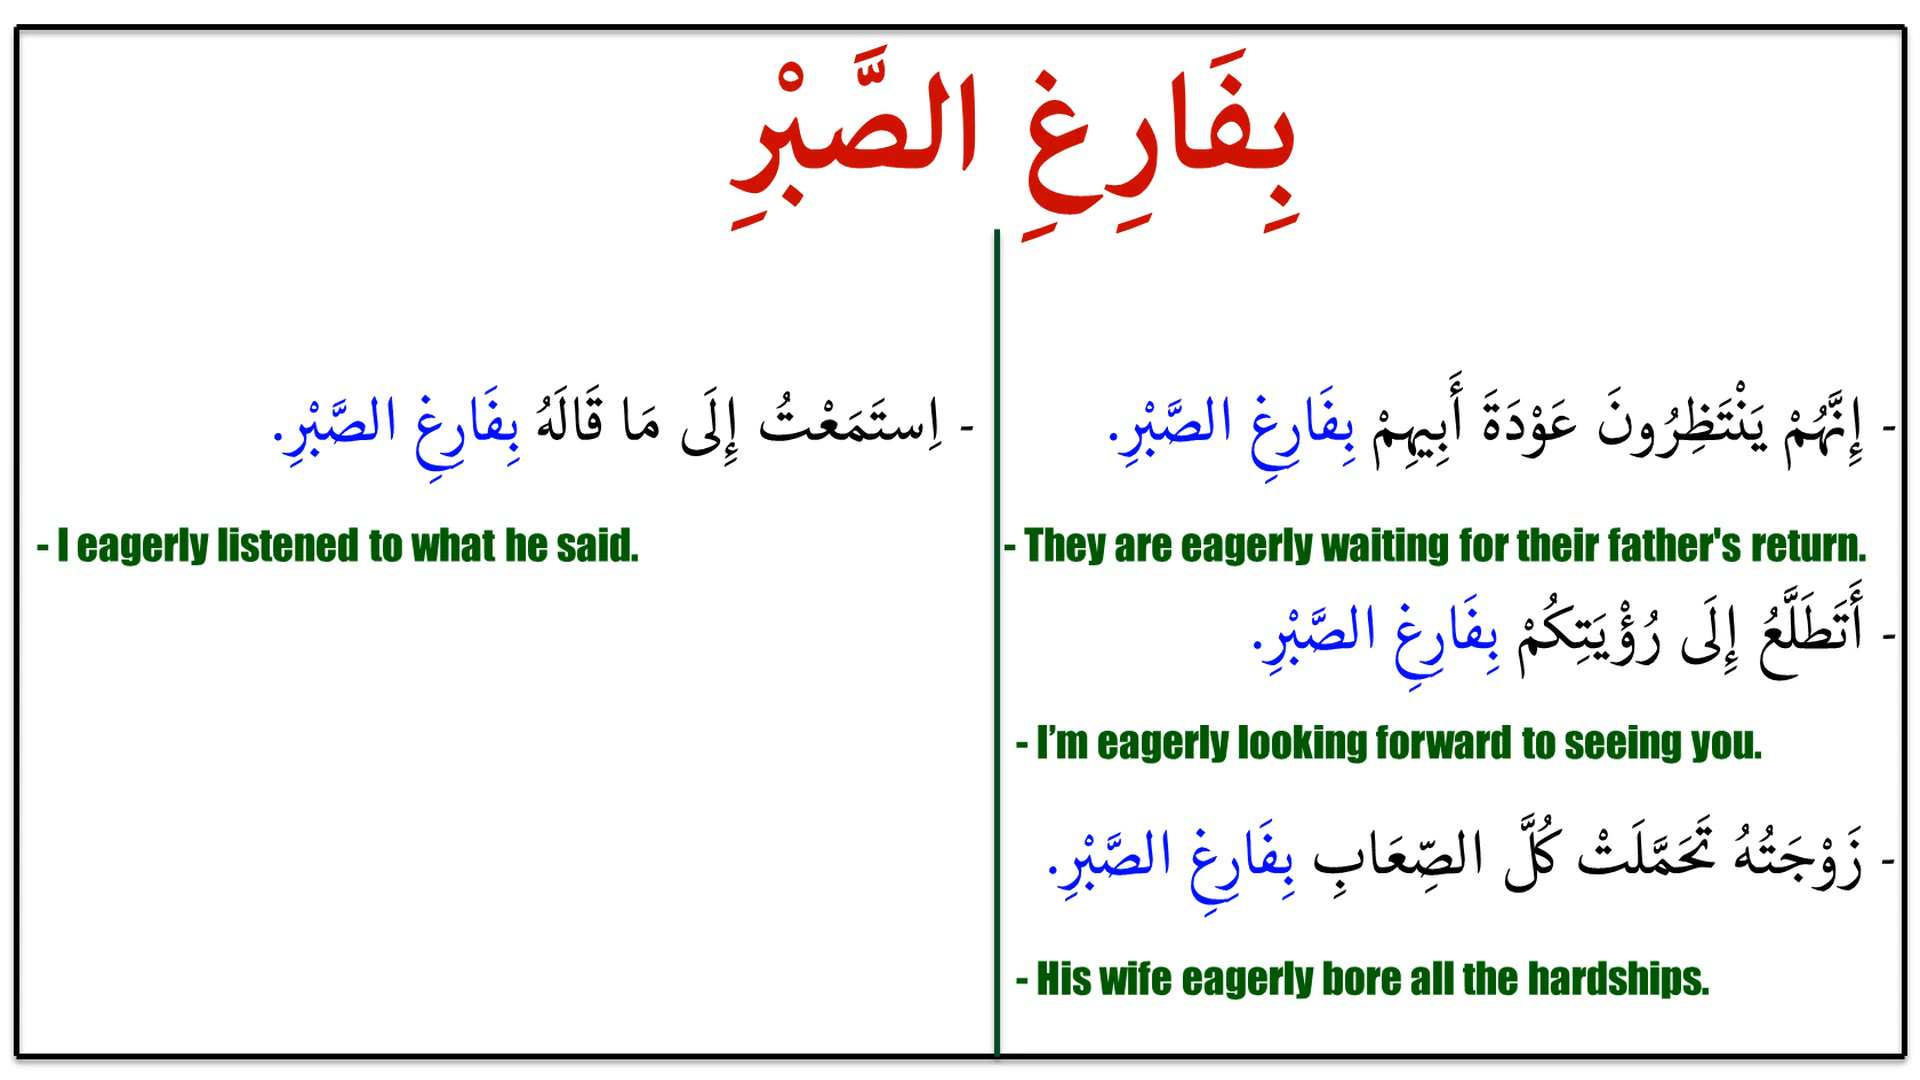 بِفَارِغِ الصَّبْرِ
- إِنَّهُمْ يَنْتَظِرُونَ عَوْدَةَ أَبِيهِمْ بِفَارِغِ الصَّبْرِ.
- They are eagerly waiting for their father's return.
- أَتَطَلَّعُ إِلَى رُؤْيَتِكُمْ بِفَارِغِ الصَّبْرِ.
- I’m eagerly looking forward to seeing you.
- زَوْجَتُهُ تَحَمَّلَتْ كُلَّ الصِّعَابِ بِفَارِغِ الصَّبْرِ.
- His wife eagerly bore all the hardships.
- اِستَمَعْتُ إِلَى مَا قَالَهُ بِفَارِغِ الصَّبْرِ.
- I eagerly listened to what he said.